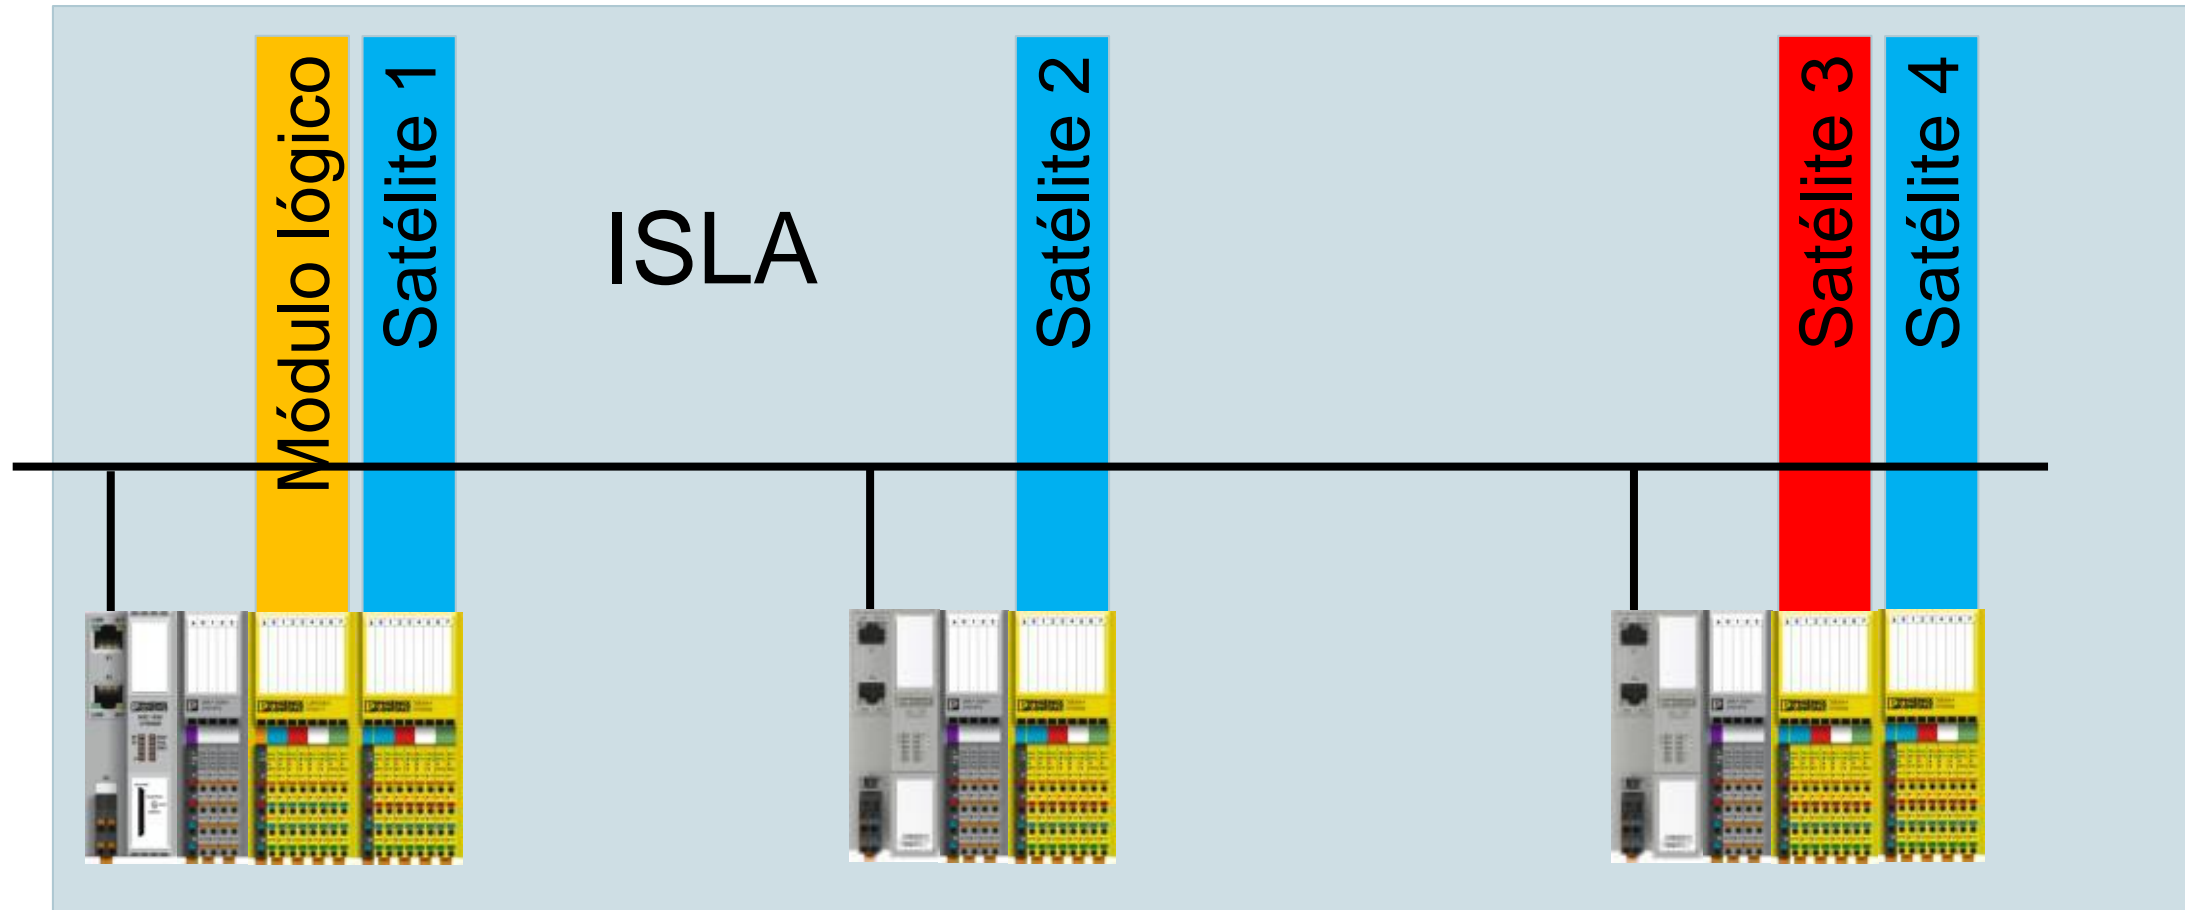 Módulo lógico
Satélite 1
ISLA
Satélite 2
Satélite 3
Satélite 4